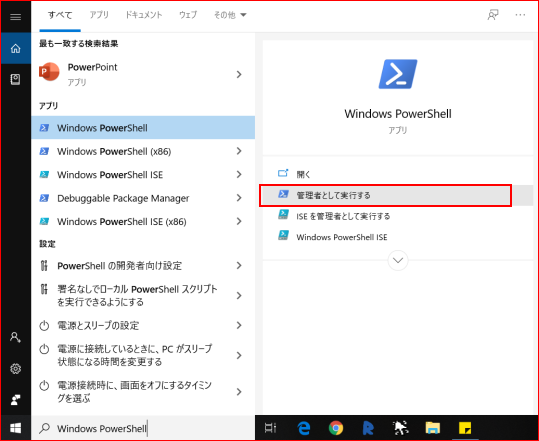 すべて アプリ ドキュメント ウェブ その他
最も一致する検索結果
PowerPoint
アプリ
アプリ
Windows PowerShell
Windows PowerShell (x86)
Windows PowerShell ISE
Debuggable Package Manager
Windows PowerShell ISE (x86)
設定
PowerShell の開発者向け設定
署名なしでローカル PowerShell スクリプト
を実行できるようにする
電源とスリープの設定
電源に接続しているときに、PC がスリープ
状態になる時間を変更する
電源接続時に、画面をオフにするタイミン
グを選ぶ
Windows PowerShell
Windows PowerShell
アプリ
開く
管理者として実行する
ISE を管理者として実行する
Windows PowerShell ISE